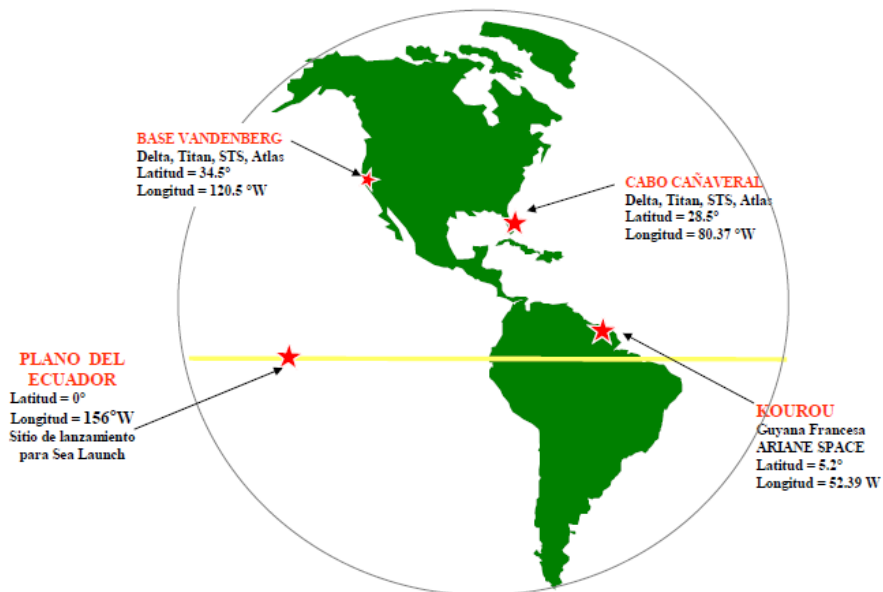 BASE VANDENBERG
Delta, Titan, STS, Atlas
Latitud = 34.5°
Longitud = 120.5 °W
CABO CAÑAVERAL
Delta, Titan, STS, Atlas
Latitud = 28.5°
Longitud = 80.37 °W
PLANO DEL
ECUADOR
Latitud = 0°
Longitud = 156°W
Sitio de lanzamiento
para Sea Launch
KOUROU
Guyana Francesa
ARIANE SPACE
Latitud = 5.2°
Longitud = 52.39 W